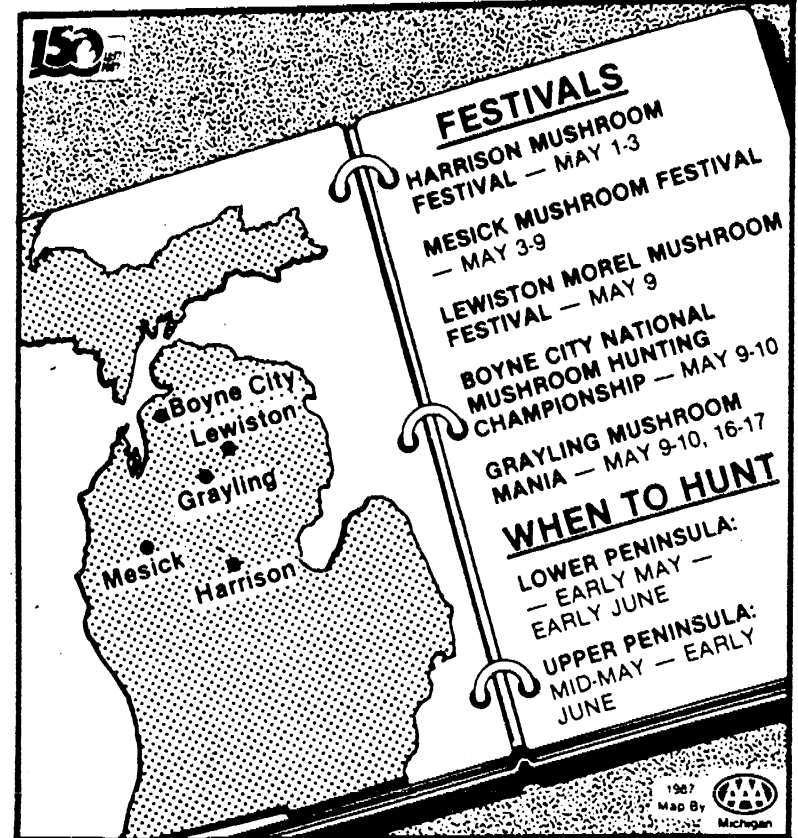 150
FESTIVALS
HARRISON MUSHROOM
FESTIVAL — MAY 1-3
MESICK MUSHROOM FESTIVAL
— MAY 3-9
LEWISTON MOREL MUSHROOM
FESTIVAL — MAY 9
BOYNE CITY NATIONAL
MUSHROOM HUNTING
CHAMPIONSHIP — MAY 9-10
GRAYLING MUSHROOM
MANIA — MAY 9-10, 16-17
WHEN TO HUNT
LOWER PENINSULA:
— EARLY MAY —
EARLY JUNE
UPPER PENINSULA:
MID-MAY — EARLY
JUNE
Boyne City
Lewiston
Grayling
Mesick
Harrison
1987
Map By
AAA
Michigan